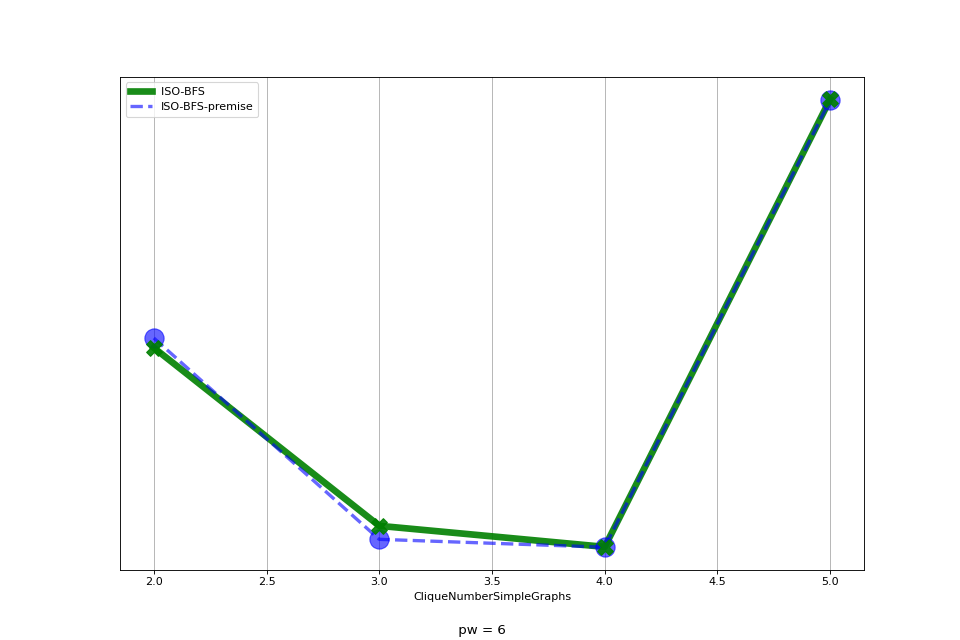 ISO-BFS
ISO-BFS-premise
2.0 2.5 3.0 3.5 4.0 4.5 5.0
CliqueNumberSimpleGraphs
pw = 6